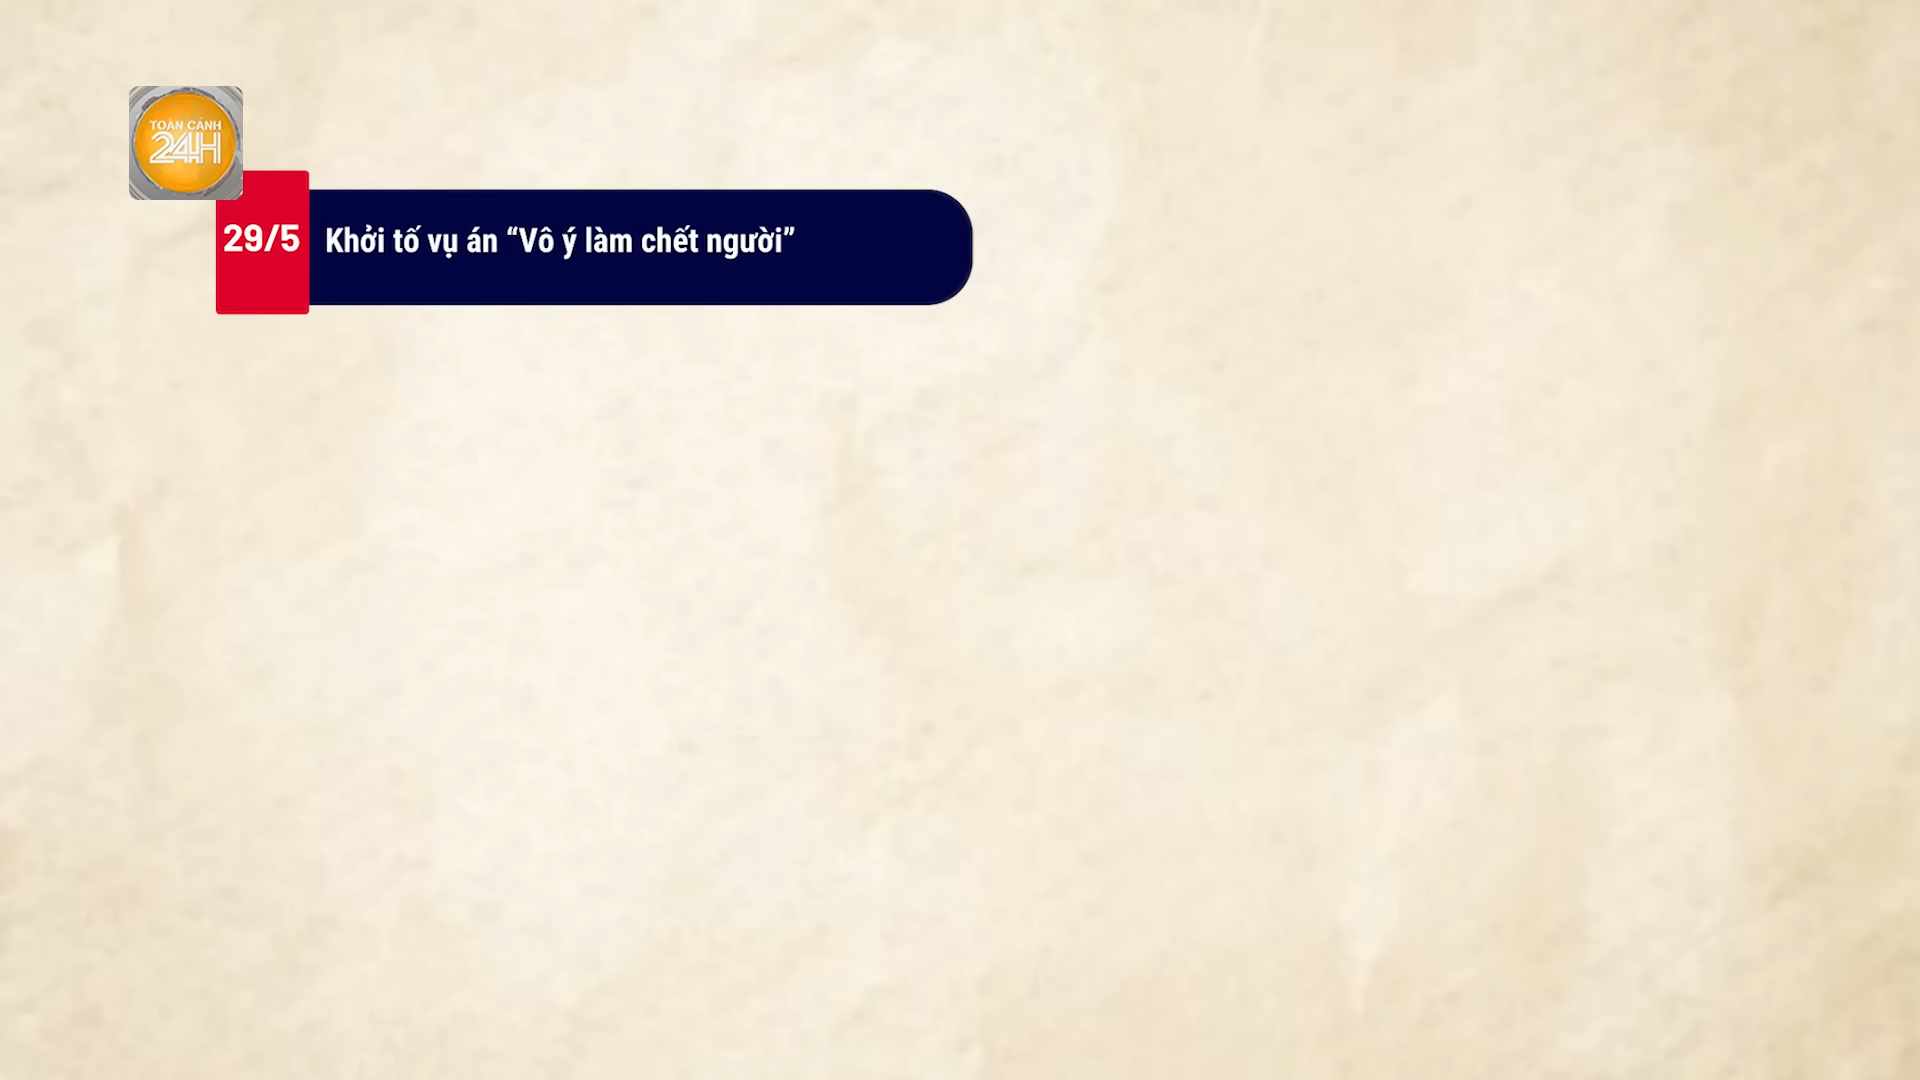 TOÀN CẢNH
24H
29/5 Khởi tố vụ án “Vô ý làm chết người”